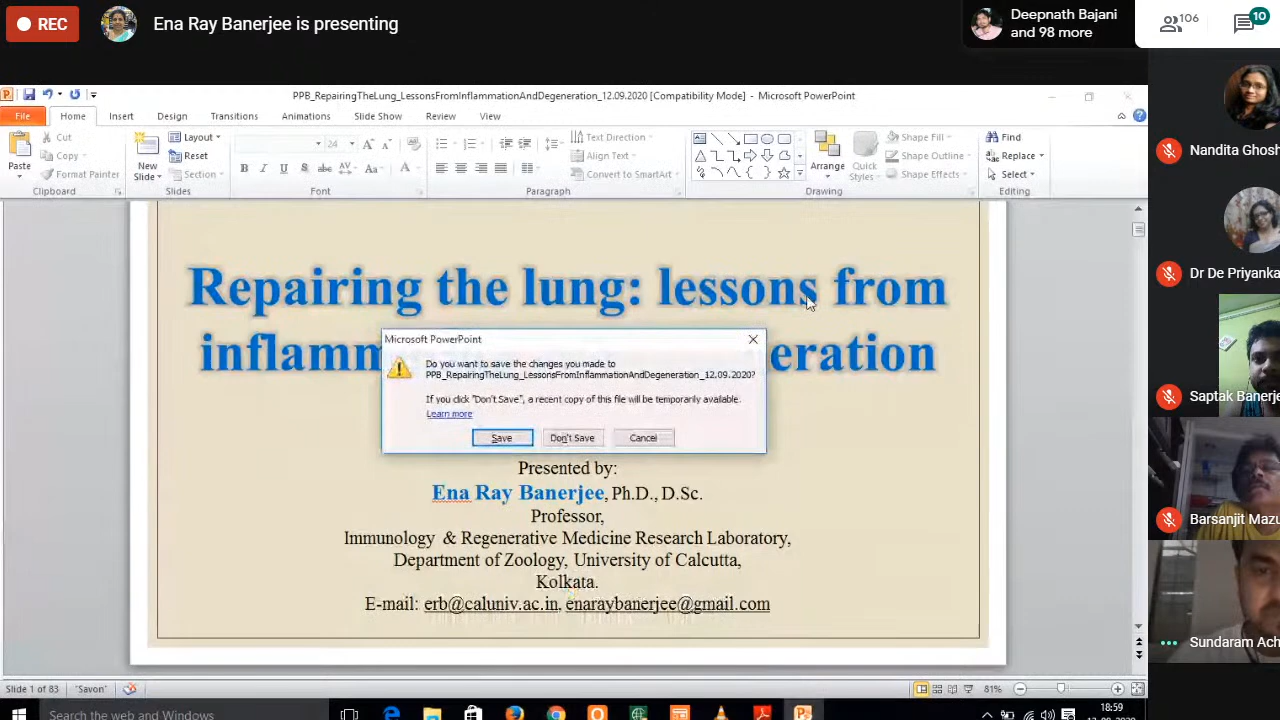 REC
Ena Ray Banerjee is presenting
Deepnath Bajani
and 98 more
106
10
PPB_RepairingTheLung_LessonsFromInflammationAndDegeneration_12.09.2020 [Compatibility Mode] - Microsoft PowerPoint
File Home Insert Design Transitions Animations Slide Show Review View
Paste
Cut
Copy
Format Painter
Clipboard
New
Slide
Layout
Reset
Section
Slides
24
Font
Text Direction
Align Text
Convert to SmartArt
Paragraph
Arrange
Quick
Styles
Shape Fill
Shape Outline
Shape Effects
Drawing
Find
Replace
Select
Editing
Repairing the lung: lessons from
inflamm eration
Microsoft PowerPoint
Do you want to save the changes you made to
PPB_RepairingTheLung_LessonsFromInflammationAndDegeneration_12.09.2020?
If you click "Don't Save", a recent copy of this file will be temporarily available.
Learn more
Save Don't Save Cancel
Presented by:
Ena Ray Banerjee, Ph.D., D.Sc.
Professor,
Immunology & Regenerative Medicine Research Laboratory,
Department of Zoology, University of Calcutta,
Kolkata.
E-mail: erb@caluniv.ac.in, enaraybanerjee@gmail.com
Nandita Ghosh
Dr De Priyanka
Saptak Banerje
Barsanjit Mazu
Sundaram Ach
Slide 1 of 83 "Savon" 81%
Search the web and Windows
18:59